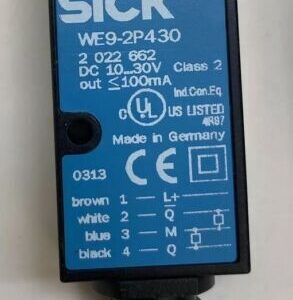 SICK
WE9-2P430
2 022 662
DC 10...30V Class 2
out ≤100mA
Ind.Con.Eq
C UL US LISTED
4R87
Made in Germany
0313 CE
brown 1 L+
white 2 Q̅
blue 3 M
black 4 Q